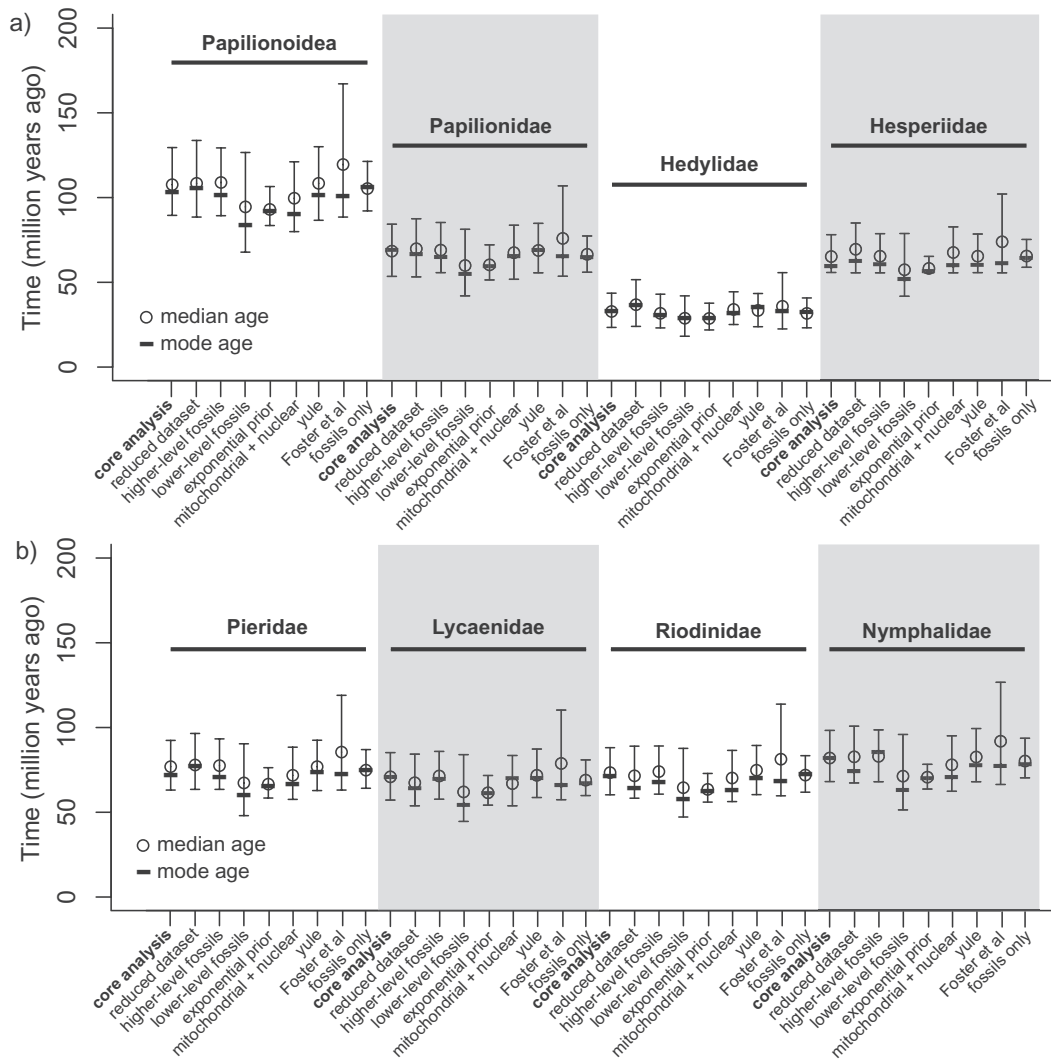 a)
200
150
100
50
0
Time (million years ago)
Papilionoidea
Papilionidae
Hedylidae
Hesperiidae
median age
mode age
core analysis
reduced dataset
higher-level fossils
lower-level fossils
exponential prior
mitochondrial + nuclear
yule
Foster et al
fossils only
core analysis
reduced dataset
higher-level fossils
lower-level fossils
exponential prior
mitochondrial + nuclear
yule
Foster et al
fossils only
core analysis
reduced dataset
higher-level fossils
lower-level fossils
exponential prior
mitochondrial + nuclear
yule
Foster et al
fossils only
core analysis
reduced dataset
higher-level fossils
lower-level fossils
exponential prior
mitochondrial + nuclear
yule
Foster et al
fossils only
b)
200
150
100
50
0
Time (million years ago)
Pieridae
Lycaenidae
Riodinidae
Nymphalidae
median age
mode age
core analysis
reduced dataset
higher-level fossils
lower-level fossils
exponential prior
mitochondrial + nuclear
yule
Foster et al
fossils only
core analysis
reduced dataset
higher-level fossils
lower-level fossils
exponential prior
mitochondrial + nuclear
yule
Foster et al
fossils only
core analysis
reduced dataset
higher-level fossils
lower-level fossils
exponential prior
mitochondrial + nuclear
yule
Foster et al
fossils only
core analysis
reduced dataset
higher-level fossils
lower-level fossils
exponential prior
mitochondrial + nuclear
yule
Foster et al
fossils only